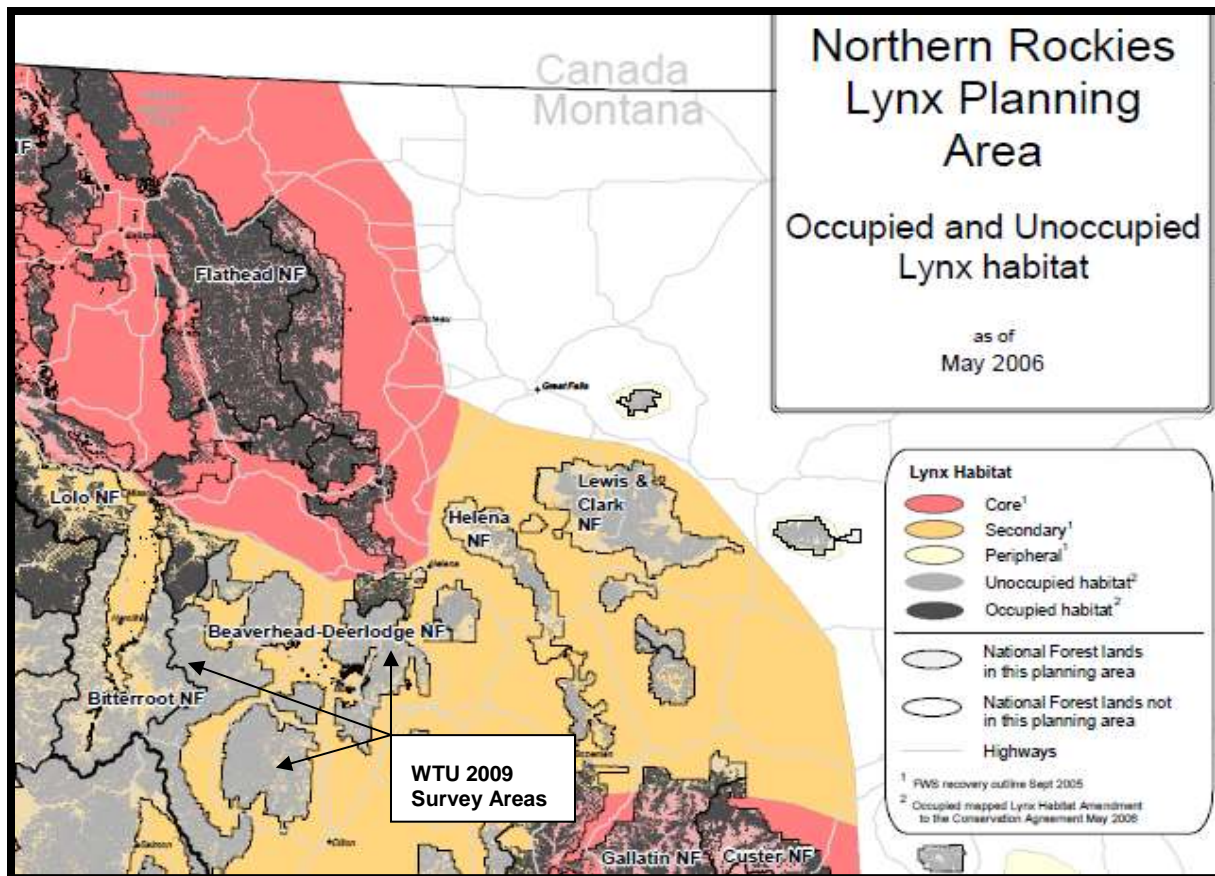 Canada
Montana
Northern Rockies
Lynx Planning
Area
Occupied and Unoccupied
Lynx habitat
as of
May 2006
Flathead NF
Choteau
Great Falls
Lolo NF
Helena
NF
Lewis &
Clark
NF
Helena
Beaverhead-Deerlodge NF
Bitterroot NF
WTU 2009
Survey Areas
Dillon
Gallatin NF
Custer NF
Lynx Habitat
Core1
Secondary1
Peripheral1
Unoccupied habitat2
Occupied habitat2
National Forest lands
in this planning area
National Forest lands not
in this planning area
Highways
1 FWS recovery outline Sept 2005
2 Occupied mapped Lynx Habitat Amendment
to the Conservation Agreement May 2006